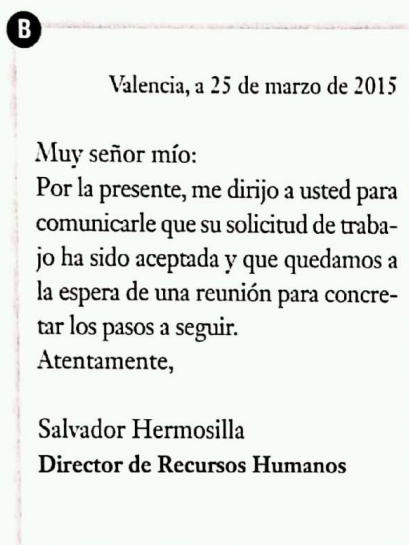 B
Valencia, a 25 de marzo de 2015
Muy señor mío:
Por la presente, me dirijo a usted para
comunicarle que su solicitud de traba-
jo ha sido aceptada y que quedamos a
la espera de una reunión para concre-
tar los pasos a seguir.
Atentamente,
Salvador Hermosilla
Director de Recursos Humanos